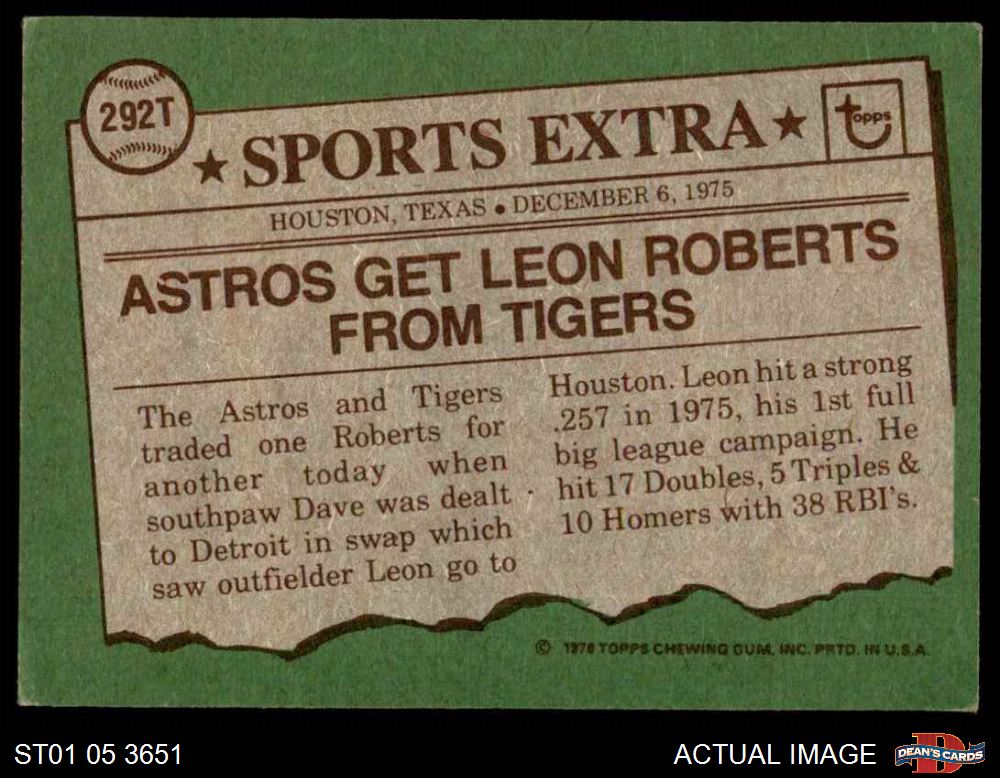 292T
★ SPORTS EXTRA ★
Topps
HOUSTON, TEXAS • DECEMBER 6, 1975
ASTROS GET LEON ROBERTS
FROM TIGERS
The Astros and Tigers
traded one Roberts for
another today when
southpaw Dave was dealt
to Detroit in swap which
saw outfielder Leon go to
Houston. Leon hit a strong
.257 in 1975, his 1st full
big league campaign. He
hit 17 Doubles, 5 Triples &
10 Homers with 38 RBI's.
© 1976 TOPPS CHEWING GUM, INC. PRTD. IN U.S.A.
ST01 05 3651
ACTUAL IMAGE
DEAN'S CARDS